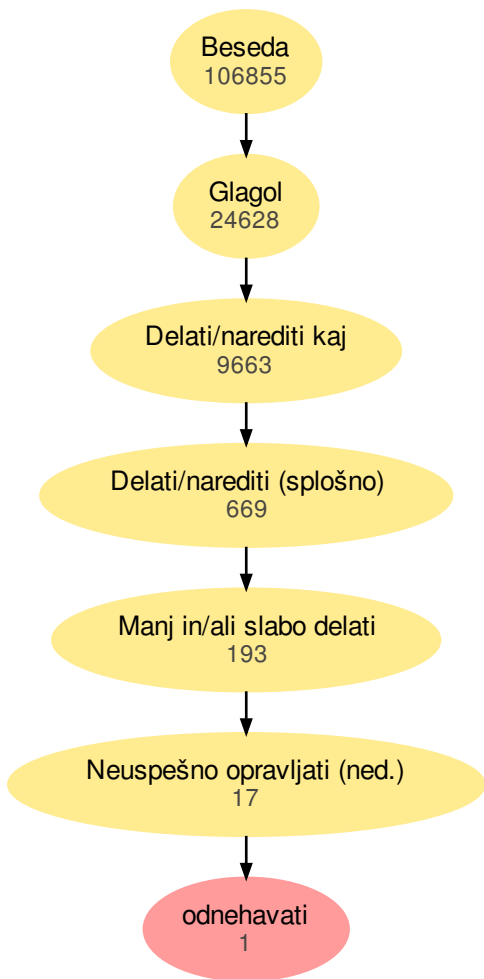 Beseda
106855
Glagol
24628
Delati/narediti kaj
9663
Delati/narediti (splošno)
669
Manj in/ali slabo delati
193
Neuspešno opravljati (ned.)
17
odnehavati
1